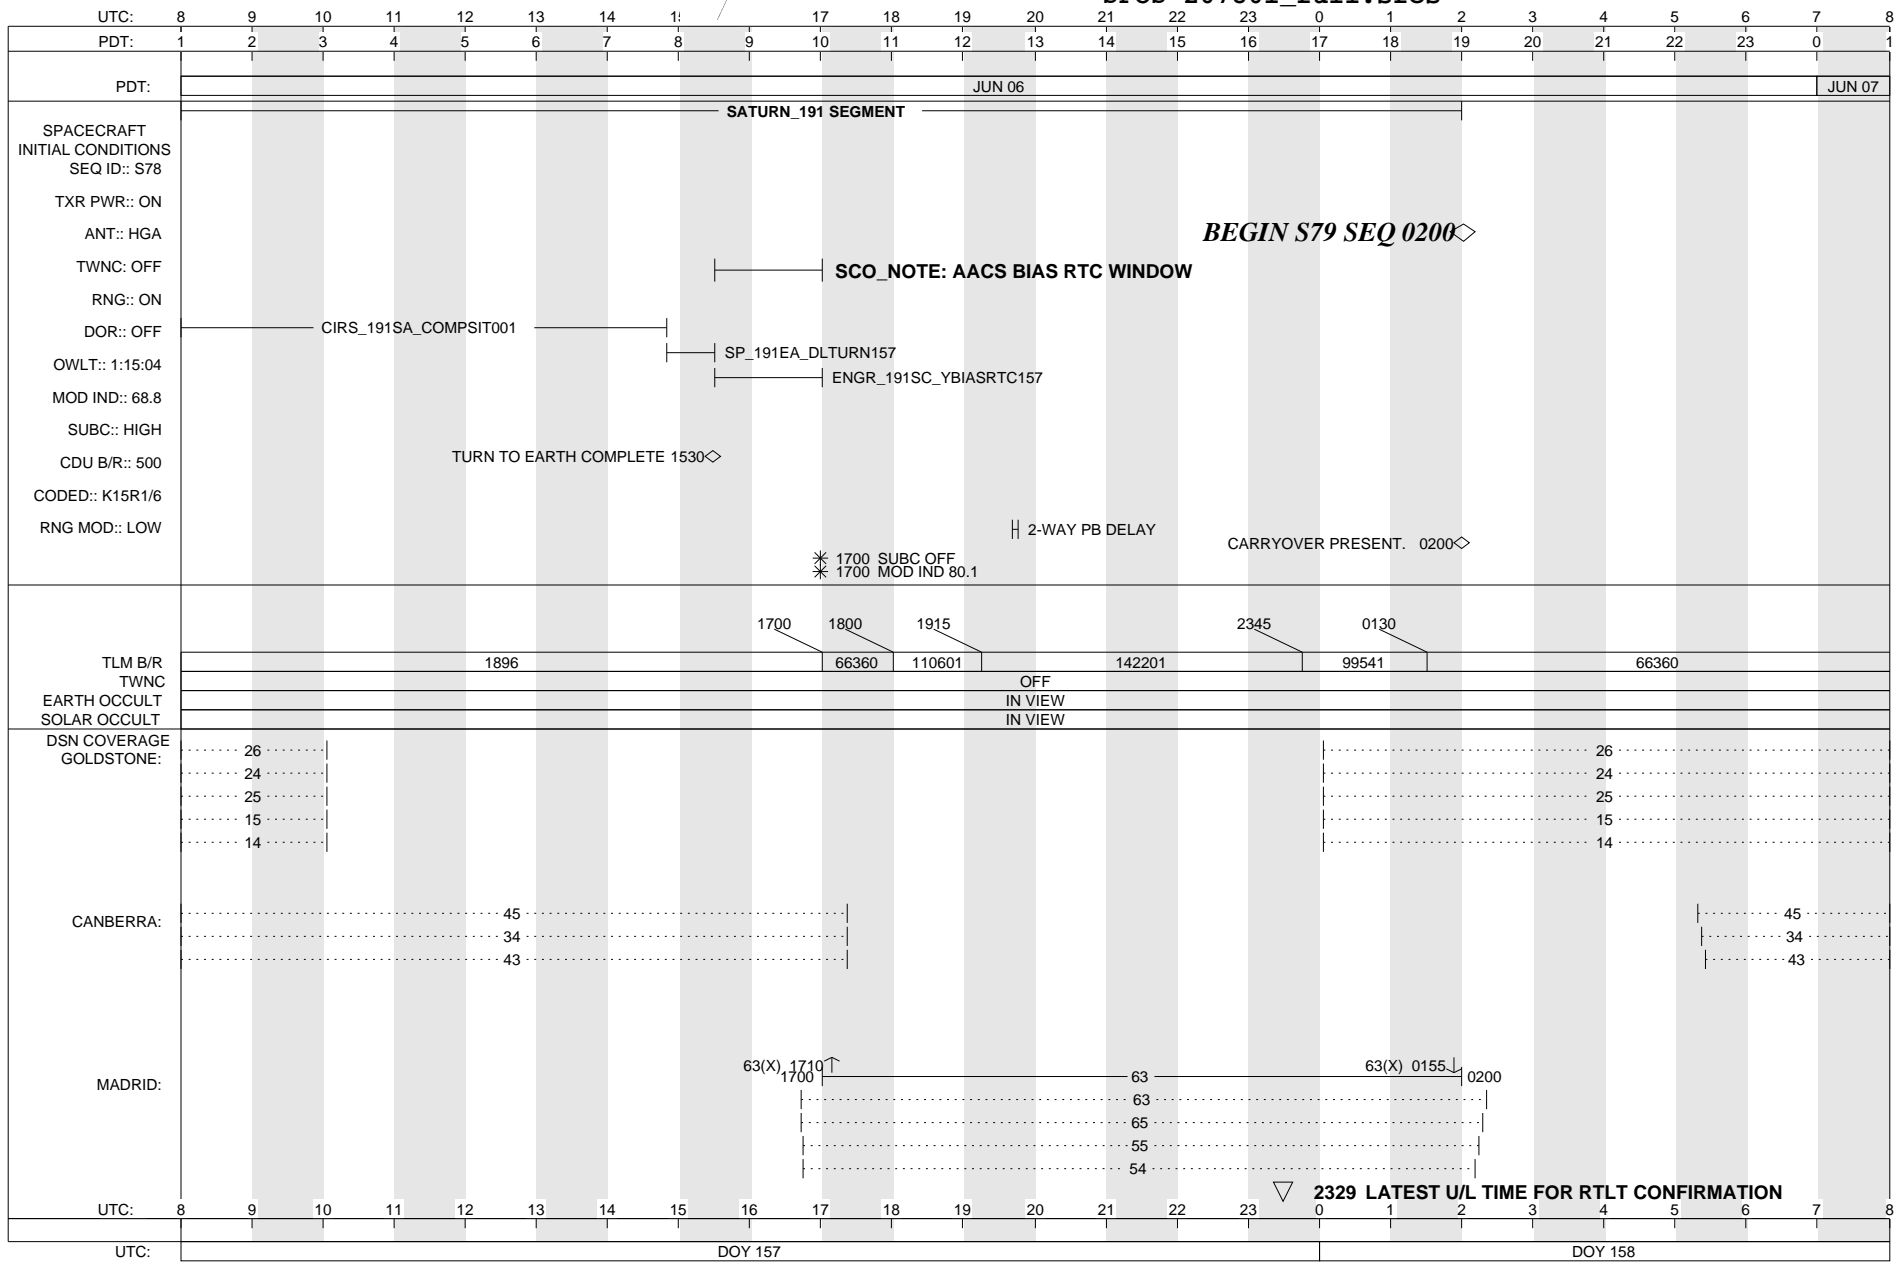 UTC: 8 9 10 11 12 13 14 17 18 19 20 21 22 23 0 1 2 3 4 5 6 7 8
PDT: 1 2 3 4 5 6 7 8 9 10 11 12 13 14 15 16 17 18 19 20 21 22 23 0 1
PDT: JUN 06 JUN 07
SATURN_191 SEGMENT
SPACECRAFT
INITIAL CONDITIONS
SEQ ID:: S78
TXR PWR:: ON
ANT:: HGA
BEGIN S79 SEQ 0200
TWNC: OFF
SCO_NOTE: AACS BIAS RTC WINDOW
RNG:: ON
DOR:: OFF
CIRS_191SA_COMPSIT001
SP_191EA_DLTURN157
OWLT:: 1:15:04
ENGR_191SC_YBIASRTC157
MOD IND:: 68.8
SUBC:: HIGH
TURN TO EARTH COMPLETE 1530
CDU B/R:: 500
CODED:: K15R1/6
RNG MOD:: LOW
2-WAY PB DELAY
CARRYOVER PRESENT. 0200
1700 SUBC OFF
1700 MOD IND 80.1
1700 1800 1915 2345 0130
TLM B/R 1896 66360 110601 142201 99541 66360
TWNC OFF
EARTH OCCULT IN VIEW
SOLAR OCCULT IN VIEW
DSN COVERAGE
GOLDSTONE:
26 26
24 24
25 25
15 15
14 14
CANBERRA:
45 45
34 34
43 43
MADRID:
63(X) 1710 63(X) 0155
1700 63 0200
63
65
55
54
2329 LATEST U/L TIME FOR RTLT CONFIRMATION
UTC: 8 9 10 11 12 13 14 15 16 17 18 19 20 21 22 23 0 1 2 3 4 5 6 7 8
UTC: DOY 157 DOY 158